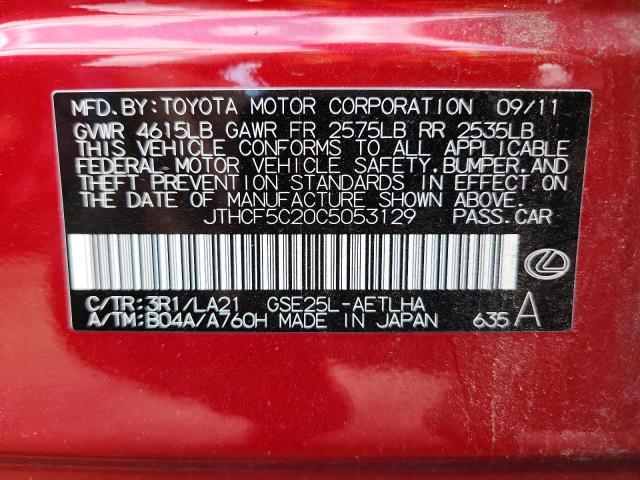 MFD. BY: TOYOTA MOTOR CORPORATION 09/11
GVWR 4615LB GAWR FR 2575LB RR 2535LB
THIS VEHICLE CONFORMS TO ALL APPLICABLE
FEDERAL MOTOR VEHICLE SAFETY, BUMPER, AND
THEFT PREVENTION STANDARDS IN EFFECT ON
THE DATE OF MANUFACTURE SHOWN ABOVE.
JTHCF5C20C5053129 PASS. CAR
C/TR: 3R1/LA21 GSE25L-AETLHA
A/TM: B04A/A760H MADE IN JAPAN 635 A